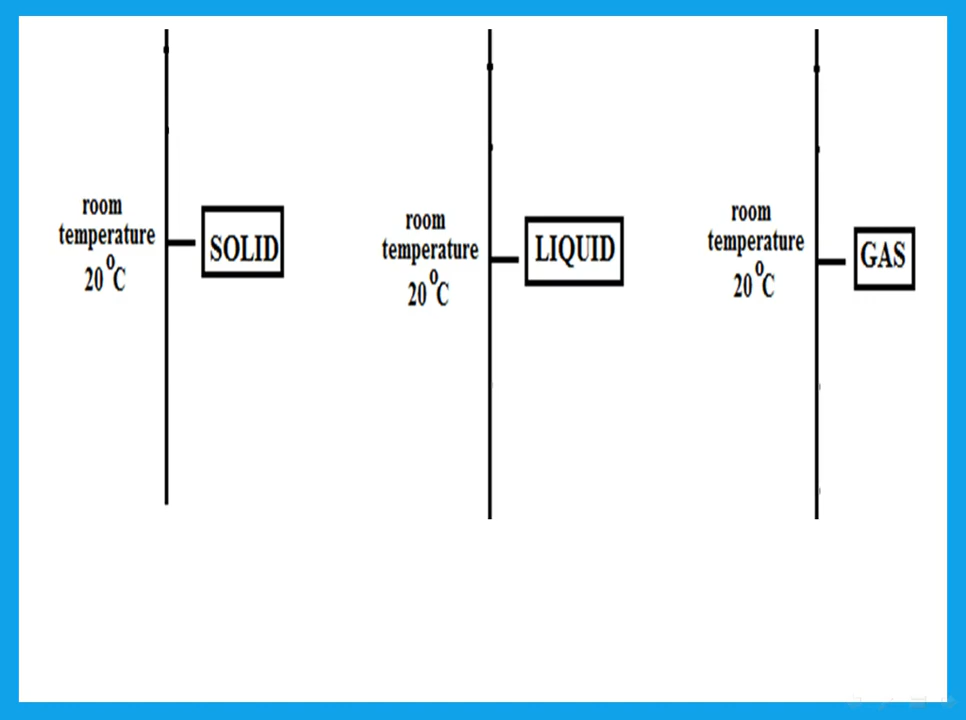 room
temperature
20 °C
SOLID
room
temperature
20 °C
LIQUID
room
temperature
20 °C
GAS